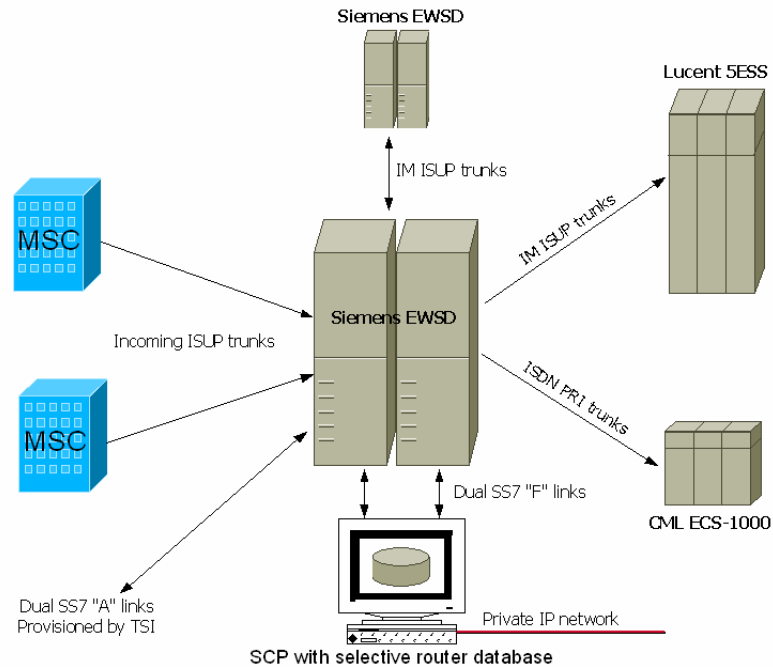 Siemens EWSD
Lucent 5ESS
IM ISUP trunks
IM ISUP trunks
MSC
Siemens EWSD
Incoming ISUP trunks
ISDN PRI trunks
MSC
Dual SS7 "F" links
CML ECS-1000
Dual SS7 "A" links
Provisioned by TSI
Private IP network
SCP with selective router database